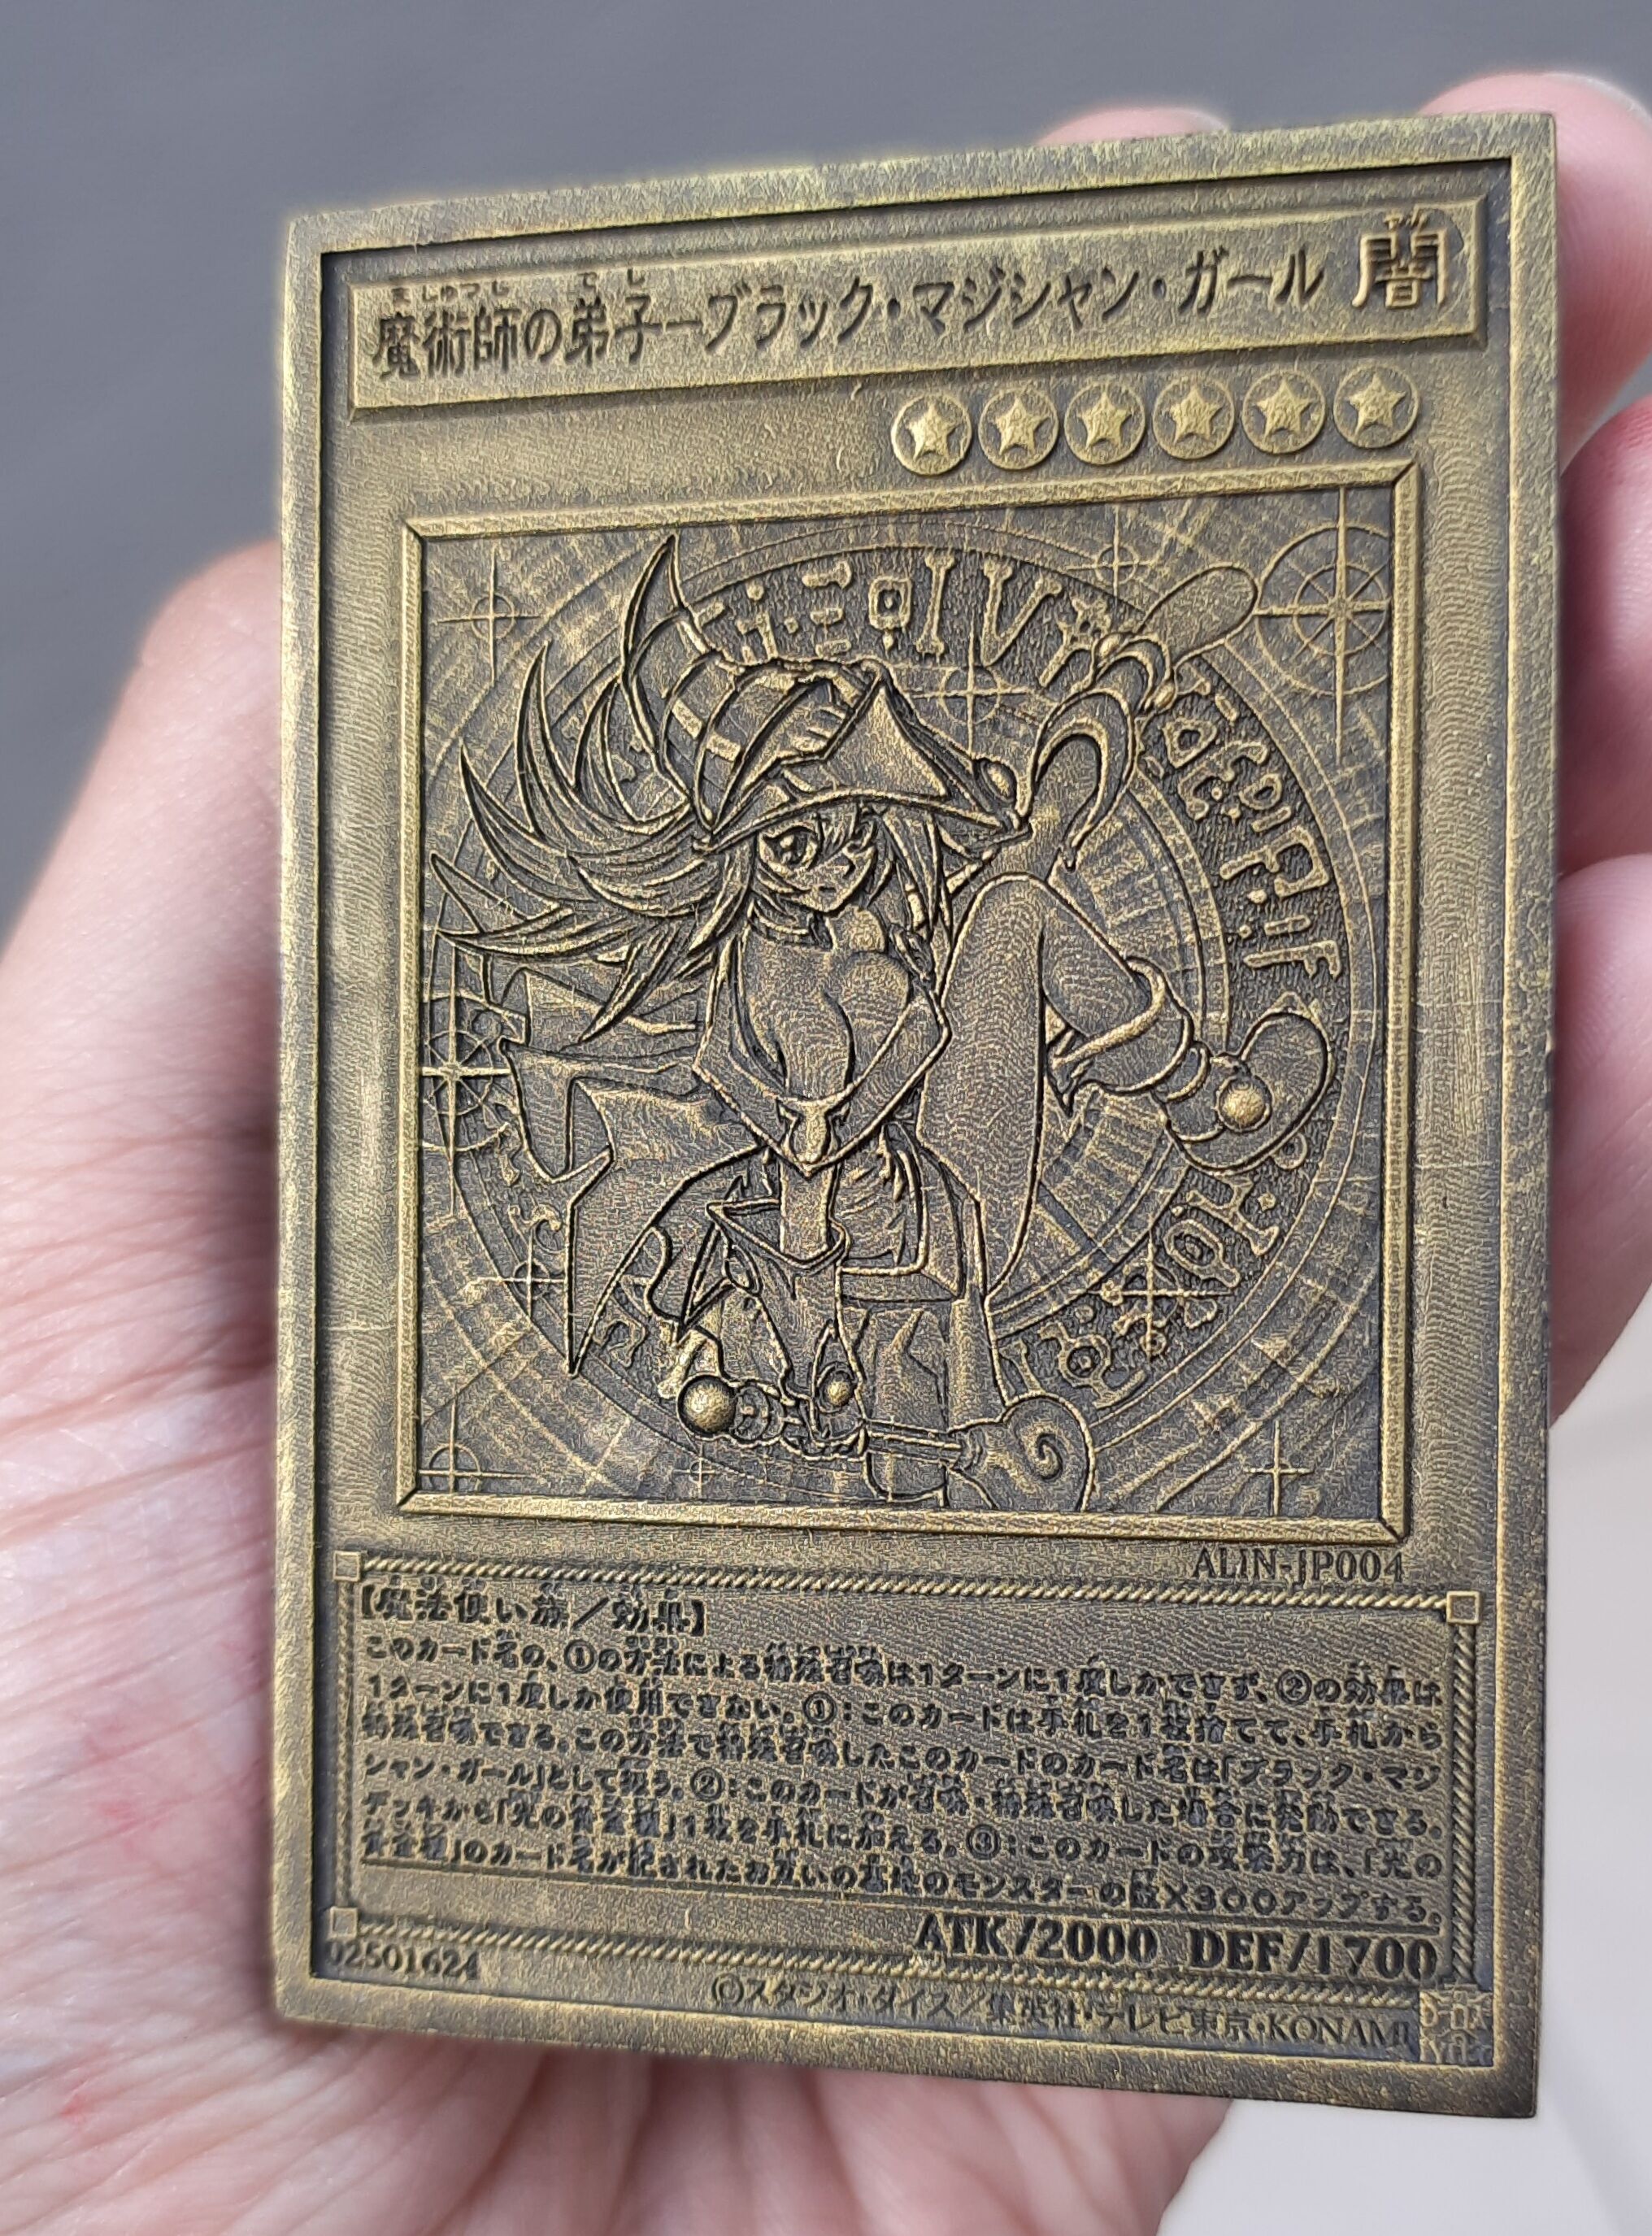 魔術師の弟子－ブラック・マジシャン・ガール 闇
ALIN-JP004
【魔法使い族／効果】
このカード名の、①の方法による特殊召喚は1ターンに1度しかできず、②の効果は
1ターンに1度しか使用できない。①：このカードは手札を1枚捨てて、手札から
特殊召喚できる。この方法で特殊召喚したこのカードのカード名は「ブラック・マジ
シャン・ガール」として扱う。②：このカードが召喚・特殊召喚した場合に発動できる。
デッキから「光の黄金櫃」1枚を手札に加える。③：このカードの攻撃力は、「光の
黄金櫃」のカード名が記されたお互いの墓地のモンスターの数×300アップする。
ATK/2000 DEF/1700
02501624
©スタジオ・ダイス／集英社・テレビ東京・KONAMI